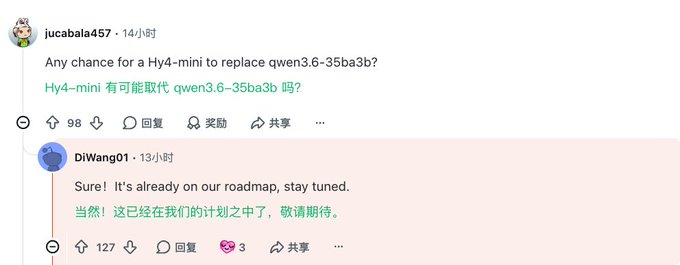 jucabala457 · 14小时
Any chance for a Hy4-mini to replace qwen3.6-35ba3b?
Hy4-mini 有可能取代 qwen3.6-35ba3b 吗?
98 回复 奖励 共享 ···
DiWang01 · 13小时
Sure！It's already on our roadmap, stay tuned.
当然！这已经在我们的计划之中了，敬请期待。
127 回复 3 共享 ···